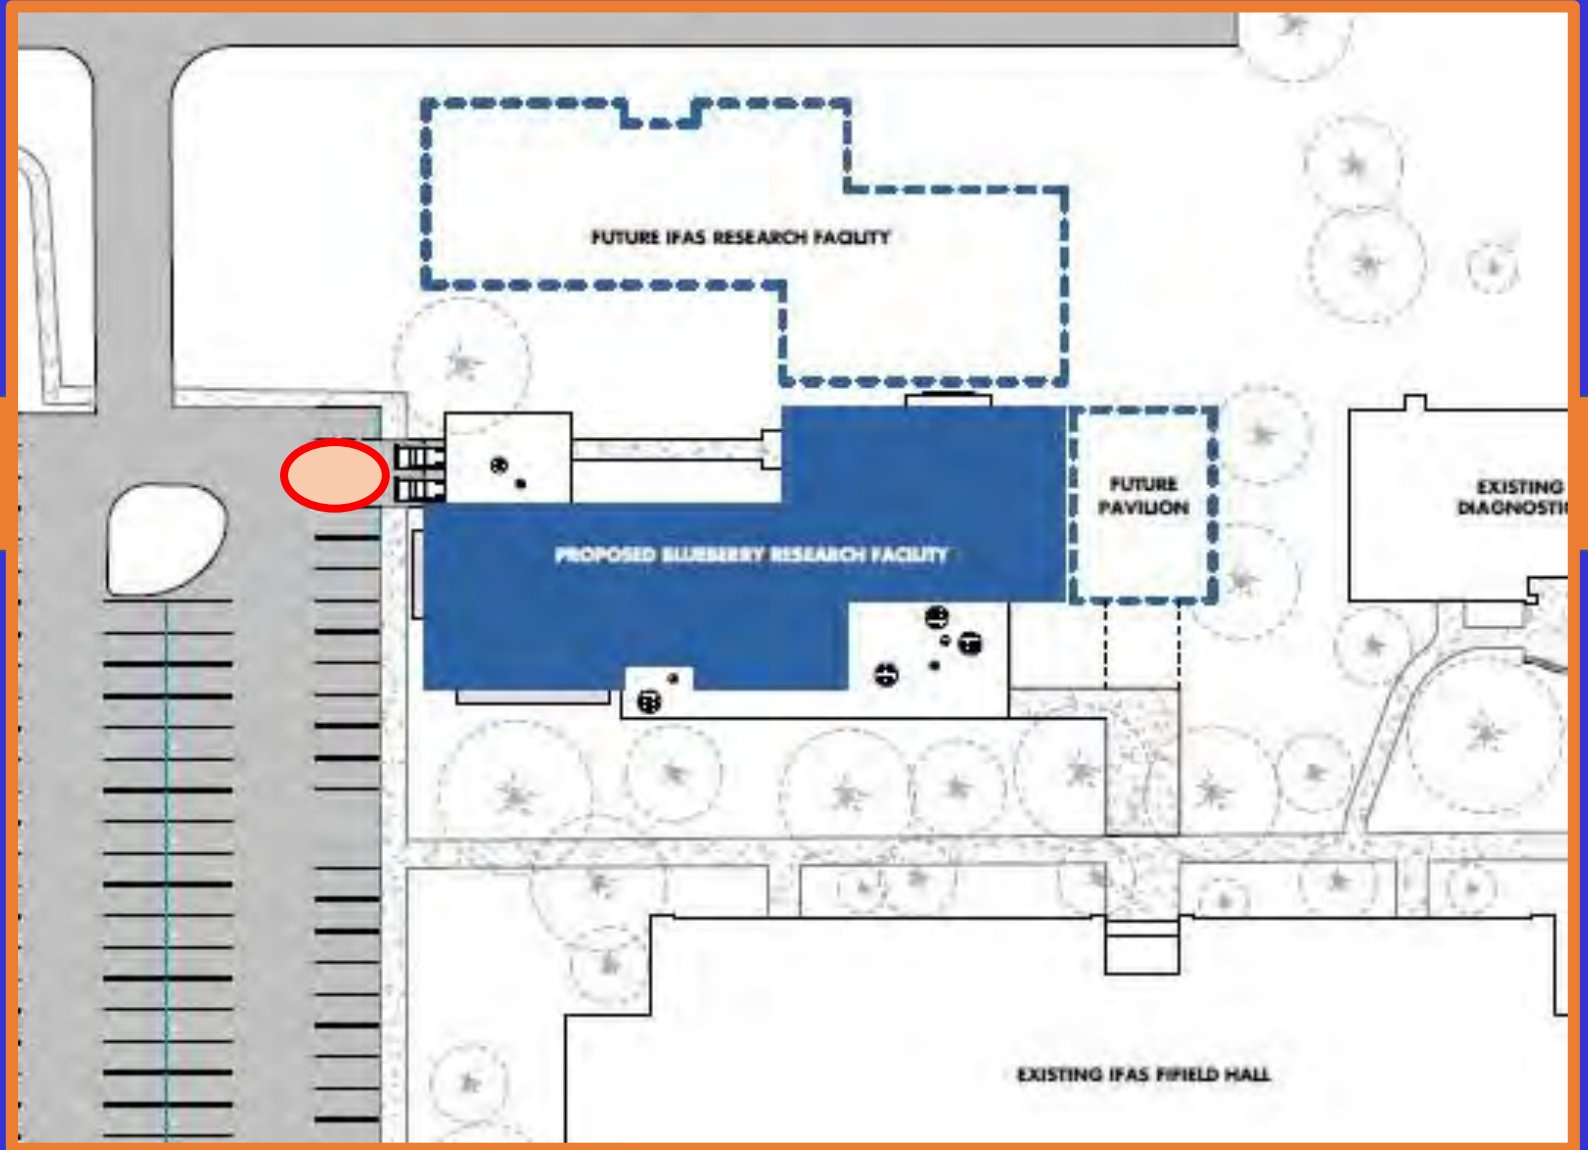 FUTURE IFAS RESEARCH FACILITY
FUTURE
PAVILION
EXISTING
DIAGNOSTI
PROPOSED BLUEBERRY RESEARCH FACILITY
EXISTING IFAS FIFIELD HALL